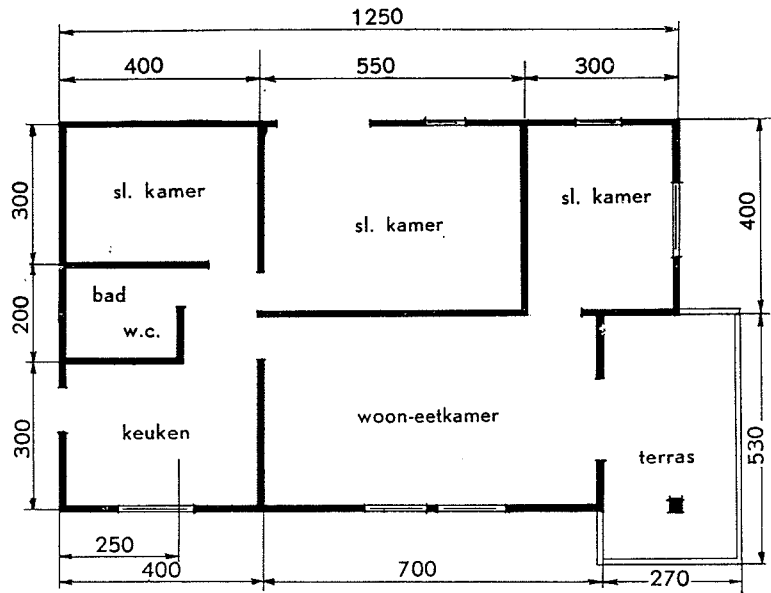 1250
400 550 300
300
sl. kamer
sl. kamer
sl. kamer
400
200
bad
w.c.
300
keuken
woon-eetkamer
terras
530
250
400 700 270